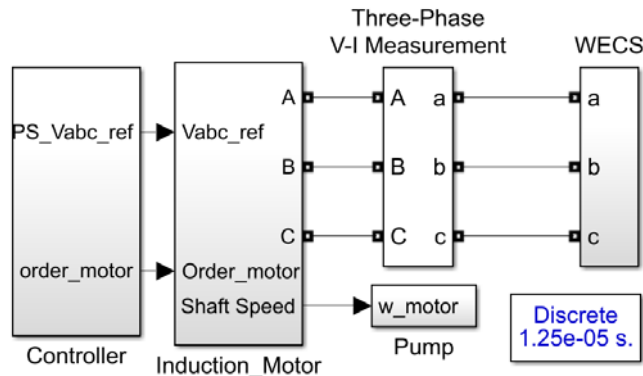 Three-Phase
V-I Measurement
WECS
A
A
a
a
PS_Vabc_ref
Vabc_ref
B
B
b
b
C
C
c
c
order_motor
Order_motor
Shaft Speed
w_motor
Discrete
1.25e-05 s.
Controller
Induction_Motor
Pump